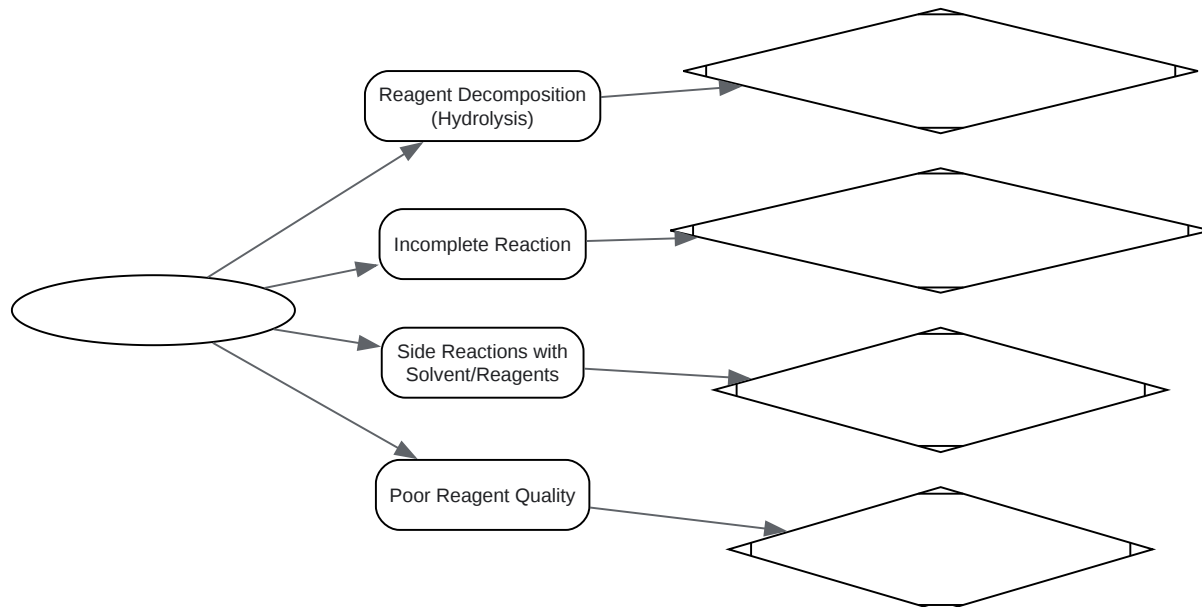 Reagent Decomposition
(Hydrolysis)
Incomplete Reaction
Side Reactions with
Solvent/Reagents
Poor Reagent Quality